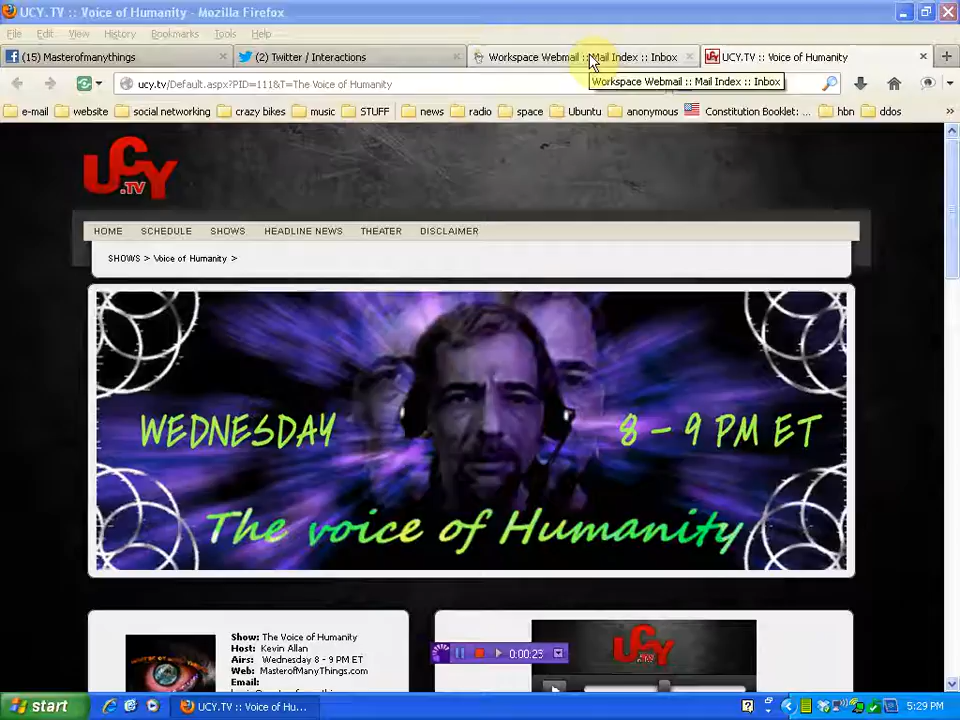 UCY.TV :: Voice of Humanity - Mozilla Firefox
File Edit View History Bookmarks Tools Help
(15) Masterofmanythings
(2) Twitter / Interactions
Workspace Webmail :: Mail Index :: Inbox
UCY.TV :: Voice of Humanity
ucy.tv/Default.aspx?PID=111&T=The Voice of Humanity
Workspace Webmail :: Mail Index :: Inbox
e-mail website social networking crazy bikes music STUFF news radio space Ubuntu anonymous Constitution Booklet:... hbn ddos
UCY
.TV
HOME SCHEDULE SHOWS HEADLINE NEWS THEATER DISCLAIMER
SHOWS > Voice of Humanity >
WEDNESDAY
8 - 9 PM ET
The voice of Humanity
Show: The Voice of Humanity
Host: Kevin Allan
Airs: Wednesday 8 - 9 PM ET
Web: MasterofManyThings.com
Email:
UCY
.TV
0:00:23
start
UCY.TV :: Voice of Hu...
5:29 PM